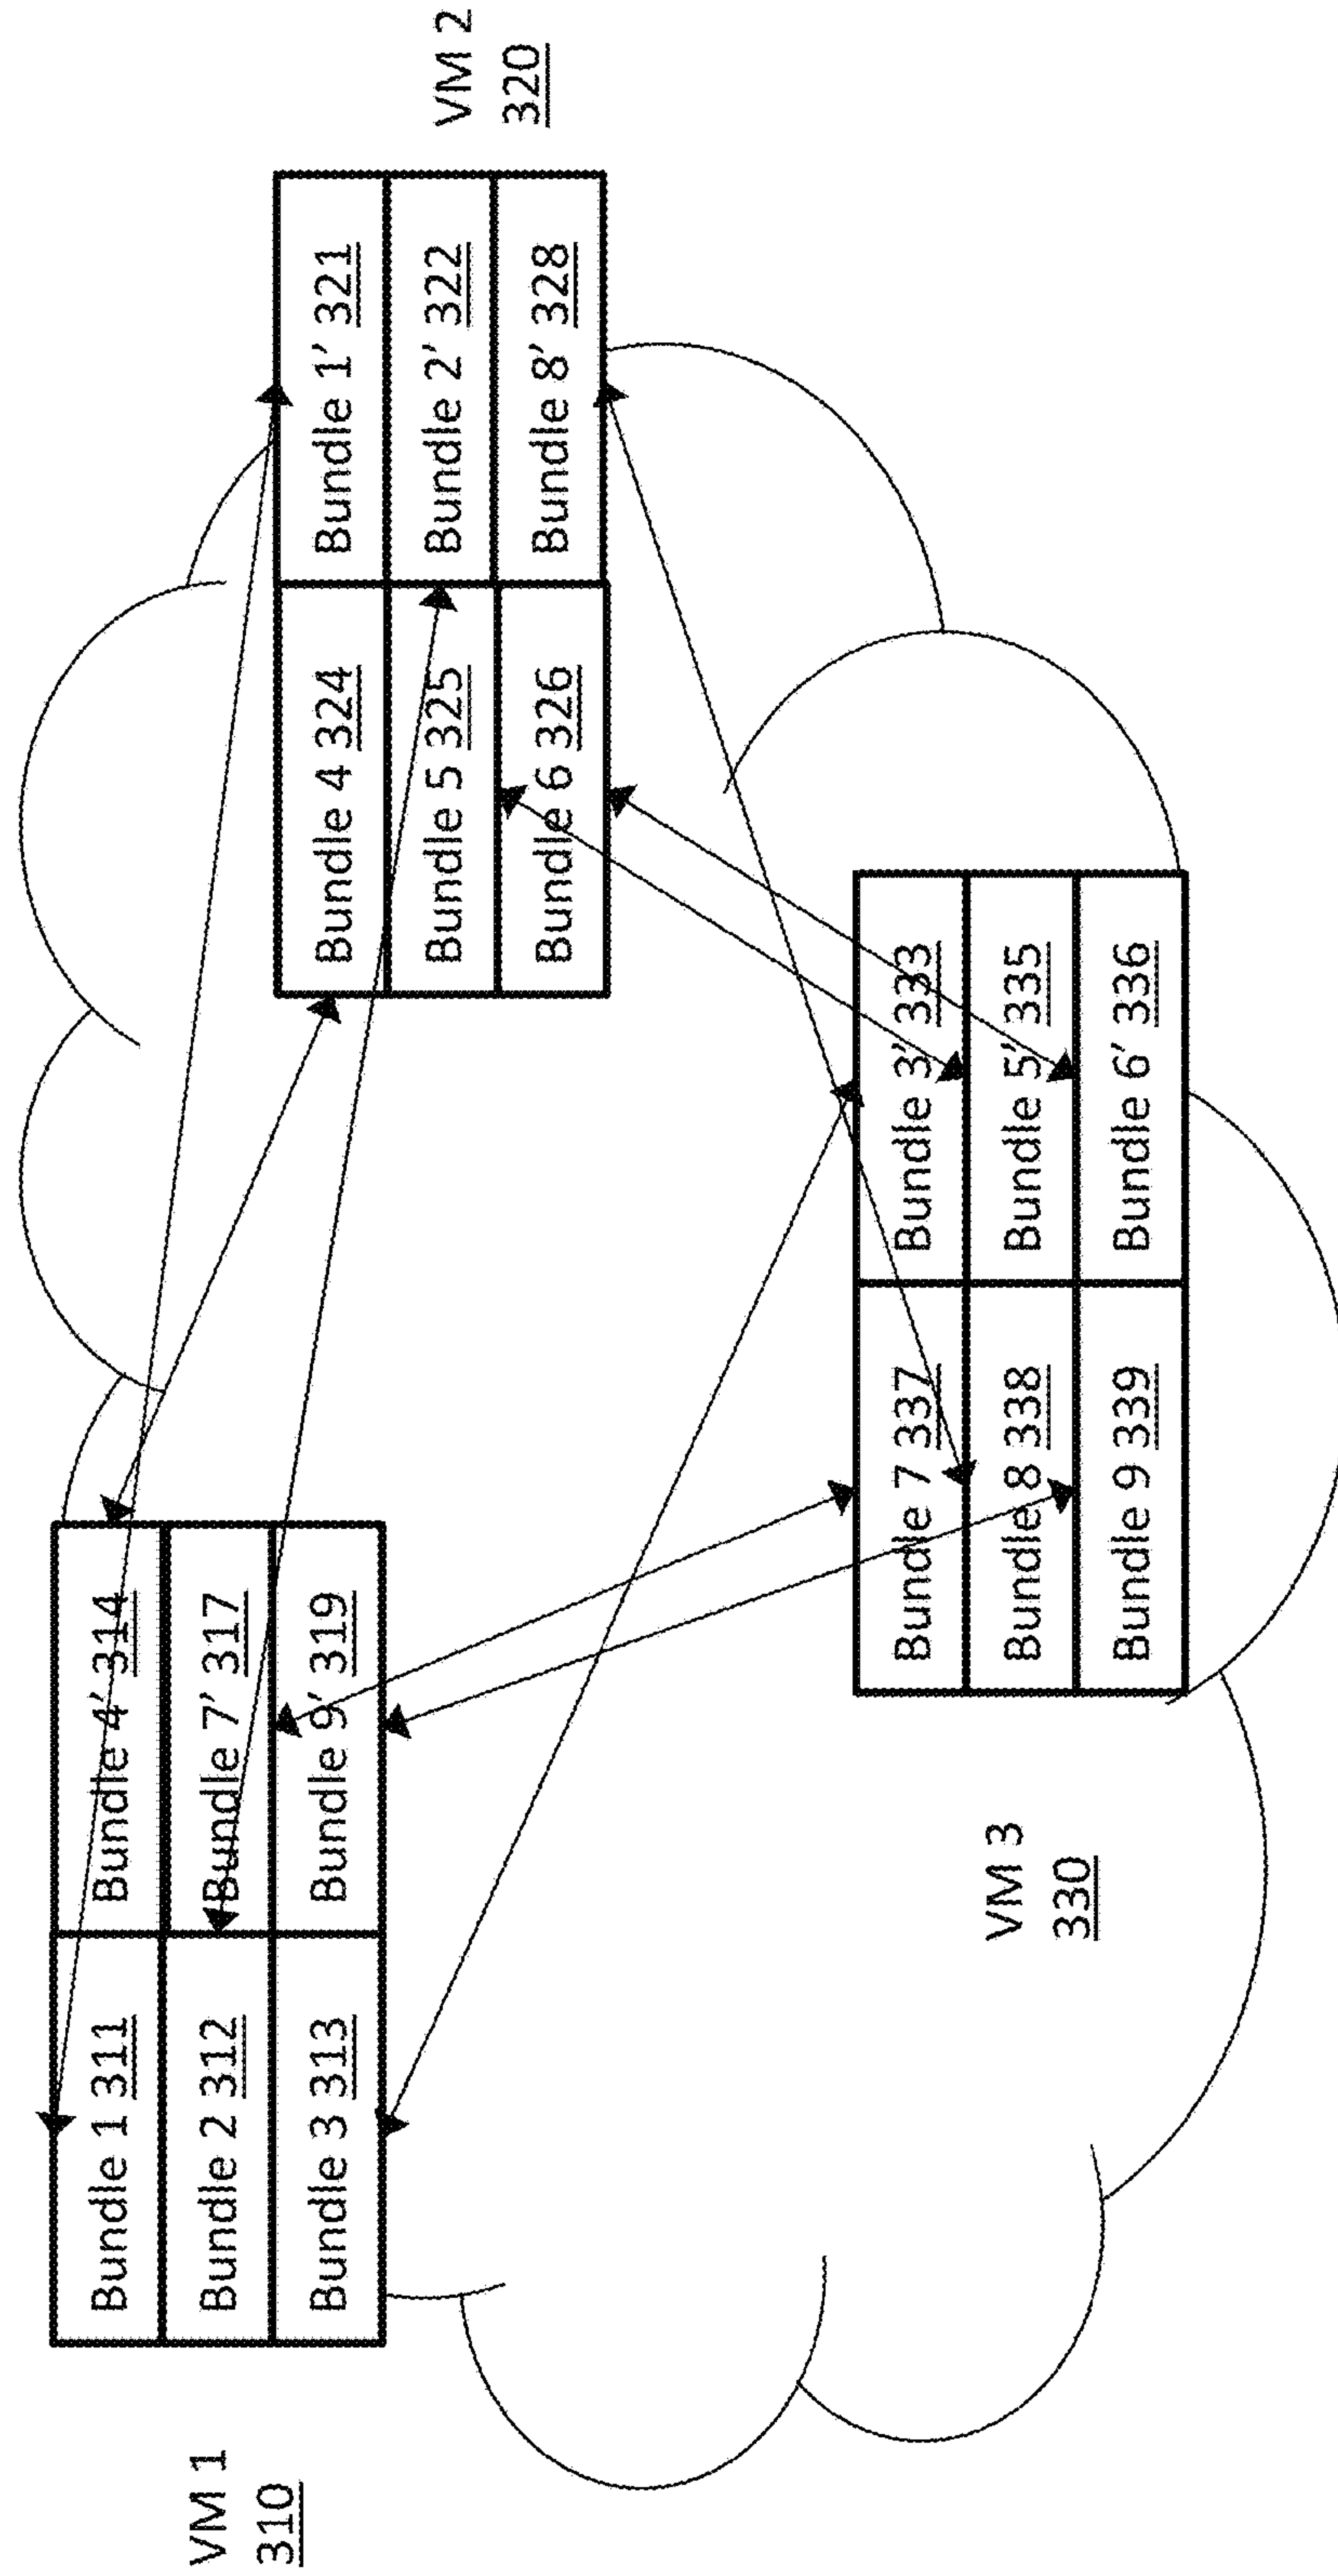 VM 1
310
Bundle 1 311
Bundle 4' 314
Bundle 2 312
Bundle 7' 317
Bundle 3 313
Bundle 9' 319
VM 2
320
Bundle 4 324
Bundle 1' 321
Bundle 5 325
Bundle 2' 322
Bundle 6 326
Bundle 8' 328
VM 3
330
Bundle 7 337
Bundle 3' 333
Bundle 8 338
Bundle 5' 335
Bundle 9 339
Bundle 6' 336